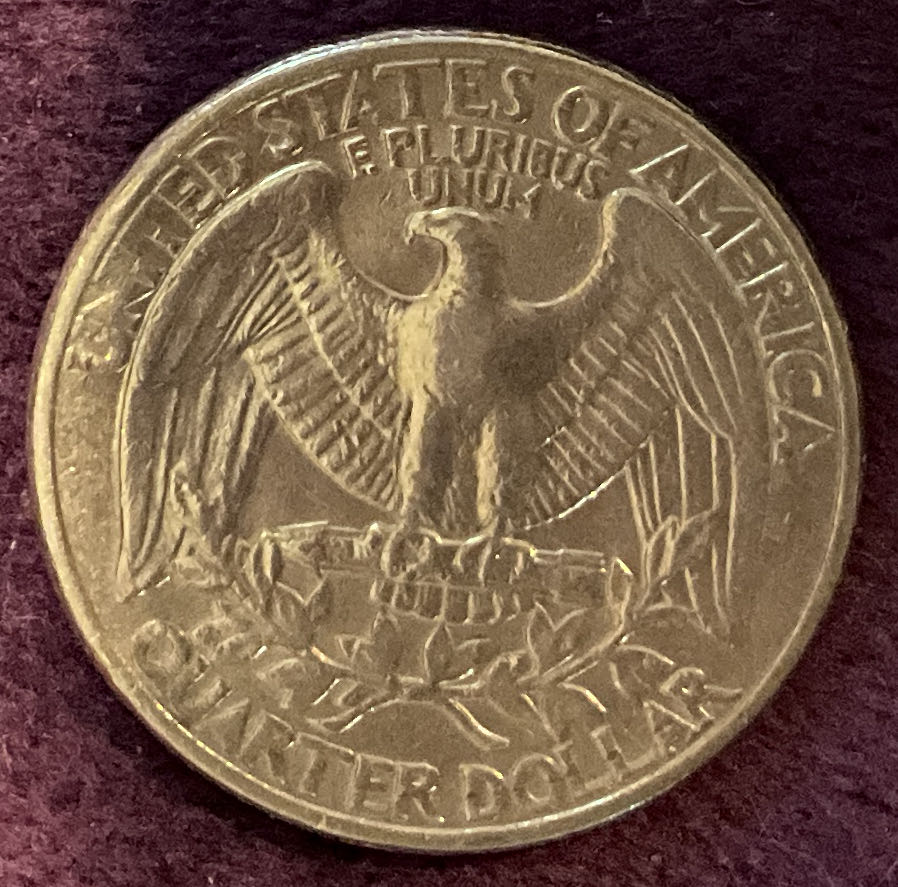 UNITED STATES OF AMERICA
E PLURIBUS
UNUM
QUARTER DOLLAR